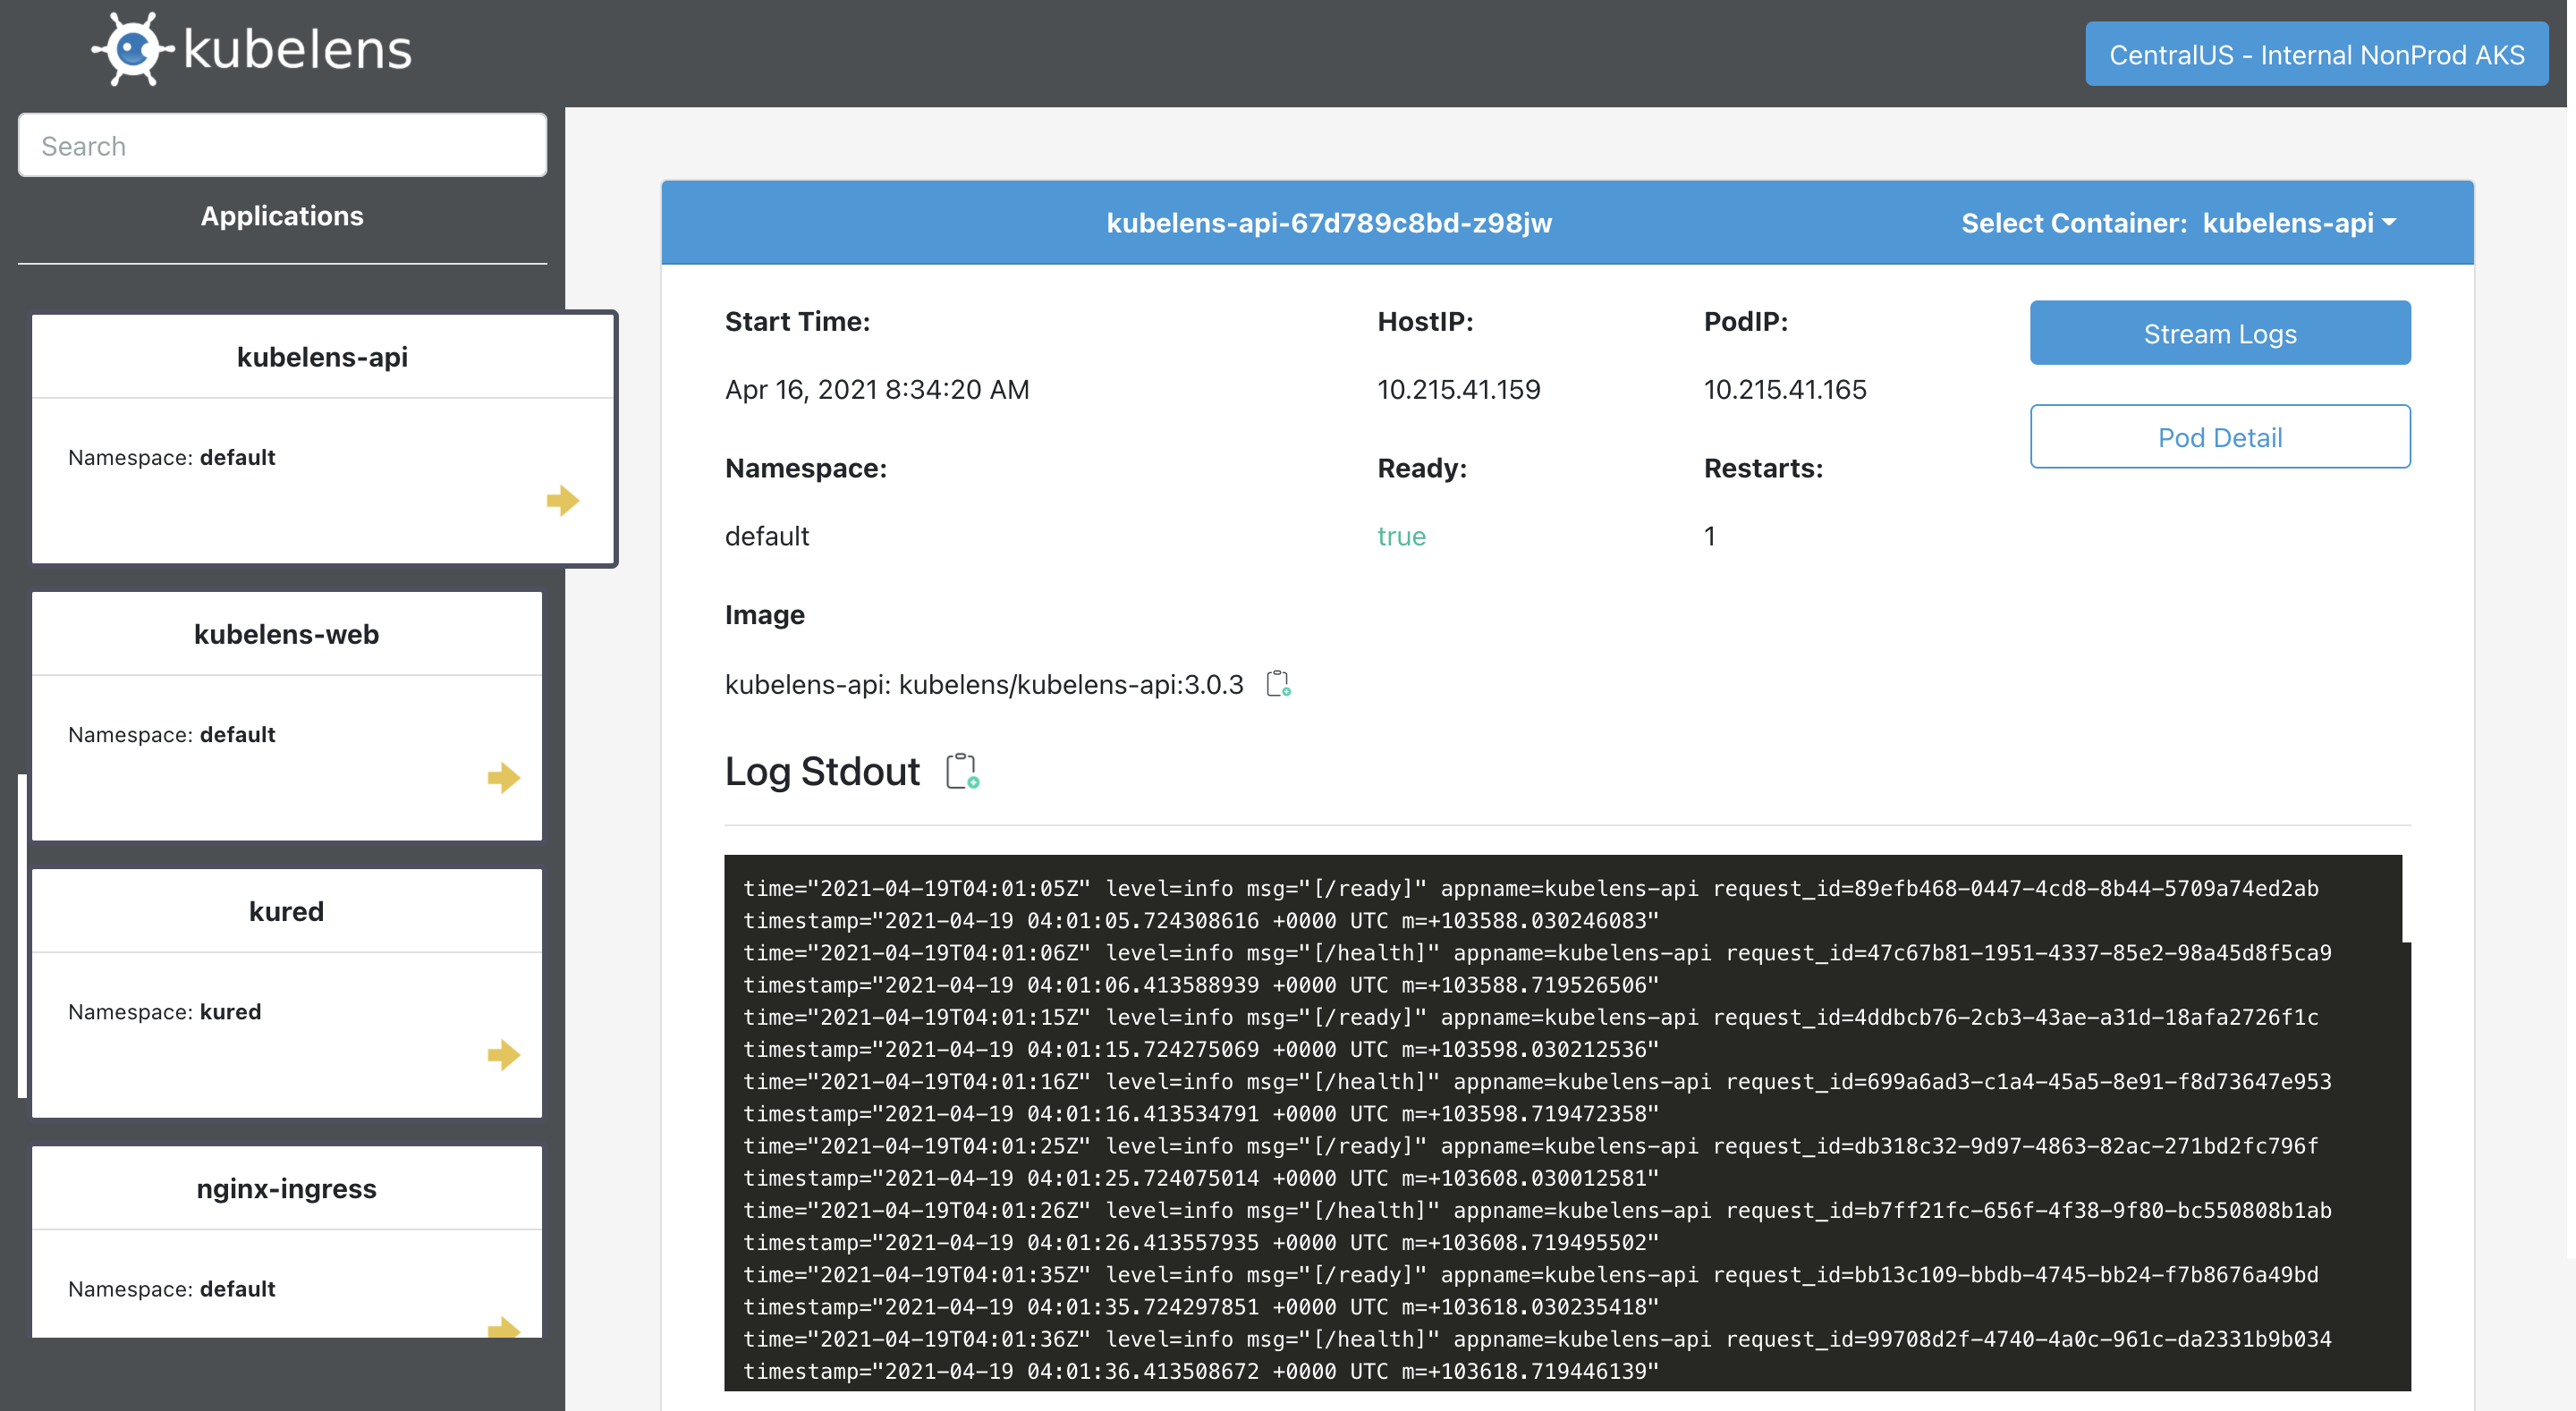 kubelens
CentralUS - Internal NonProd AKS
Search
Applications
kubelens-api
Namespace: default
kubelens-web
Namespace: default
kured
Namespace: kured
nginx-ingress
Namespace: default
kubelens-api-67d789c8bd-z98jw
Select Container: kubelens-api
Start Time:
Apr 16, 2021 8:34:20 AM
HostIP:
10.215.41.159
PodIP:
10.215.41.165
Stream Logs
Pod Detail
Namespace:
default
Ready:
true
Restarts:
1
Image
kubelens-api: kubelens/kubelens-api:3.0.3
Log Stdout
time="2021-04-19T04:01:05Z" level=info msg="[/ready]" appname=kubelens-api request_id=89efb468-0447-4cd8-8b44-5709a74ed2ab
timestamp="2021-04-19 04:01:05.724308616 +0000 UTC m=+103588.030246083"
time="2021-04-19T04:01:06Z" level=info msg="[/health]" appname=kubelens-api request_id=47c67b81-1951-4337-85e2-98a45d8f5ca9
timestamp="2021-04-19 04:01:06.413588939 +0000 UTC m=+103588.719526506"
time="2021-04-19T04:01:15Z" level=info msg="[/ready]" appname=kubelens-api request_id=4ddbcb76-2cb3-43ae-a31d-18afa2726f1c
timestamp="2021-04-19 04:01:15.724275069 +0000 UTC m=+103598.030212536"
time="2021-04-19T04:01:16Z" level=info msg="[/health]" appname=kubelens-api request_id=699a6ad3-c1a4-45a5-8e91-f8d73647e953
timestamp="2021-04-19 04:01:16.413534791 +0000 UTC m=+103598.719472358"
time="2021-04-19T04:01:25Z" level=info msg="[/ready]" appname=kubelens-api request_id=db318c32-9d97-4863-82ac-271bd2fc796f
timestamp="2021-04-19 04:01:25.724075014 +0000 UTC m=+103608.030012581"
time="2021-04-19T04:01:26Z" level=info msg="[/health]" appname=kubelens-api request_id=b7ff21fc-656f-4f38-9f80-bc550808b1ab
timestamp="2021-04-19 04:01:26.413557935 +0000 UTC m=+103608.719495502"
time="2021-04-19T04:01:35Z" level=info msg="[/ready]" appname=kubelens-api request_id=bb13c109-bbdb-4745-bb24-f7b8676a49bd
timestamp="2021-04-19 04:01:35.724297851 +0000 UTC m=+103618.030235418"
time="2021-04-19T04:01:36Z" level=info msg="[/health]" appname=kubelens-api request_id=99708d2f-4740-4a0c-961c-da2331b9b034
timestamp="2021-04-19 04:01:36.413508672 +0000 UTC m=+103618.719446139"